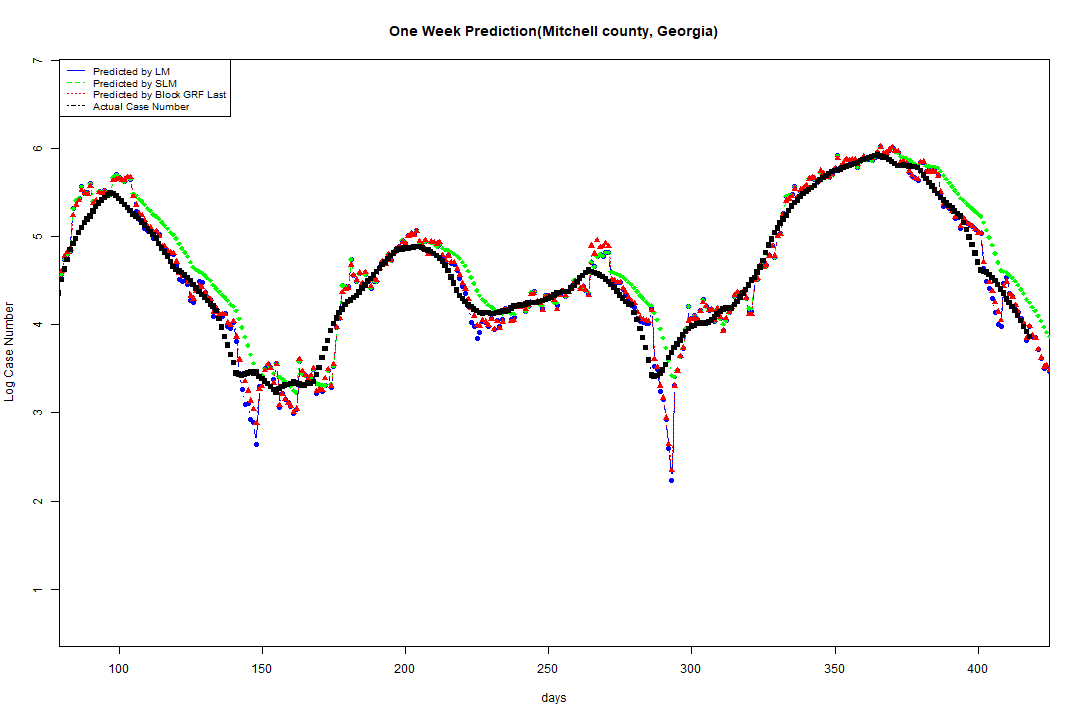 One Week Prediction(Mitchell county, Georgia)
Predicted by LM
Predicted by SLM
Predicted by Block GRF Last
Actual Case Number
Log Case Number
7
6
5
4
3
2
1
100 150 200 250 300 350 400
days